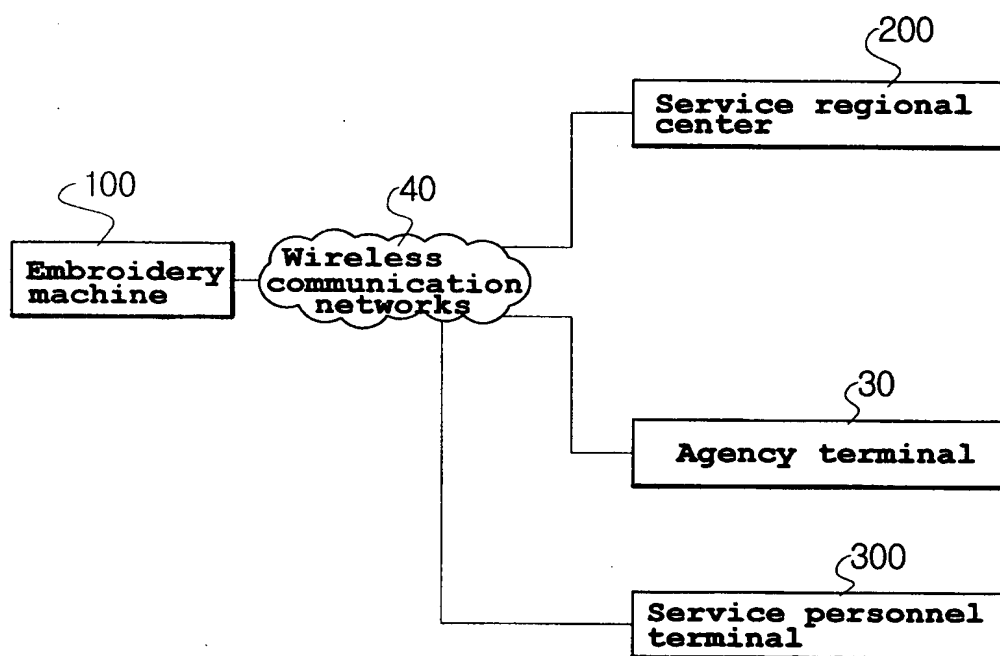 200
Service regional
center
100
40
Embroidery
machine
Wireless
communication
networks
30
Agency terminal
300
Service personnel
terminal